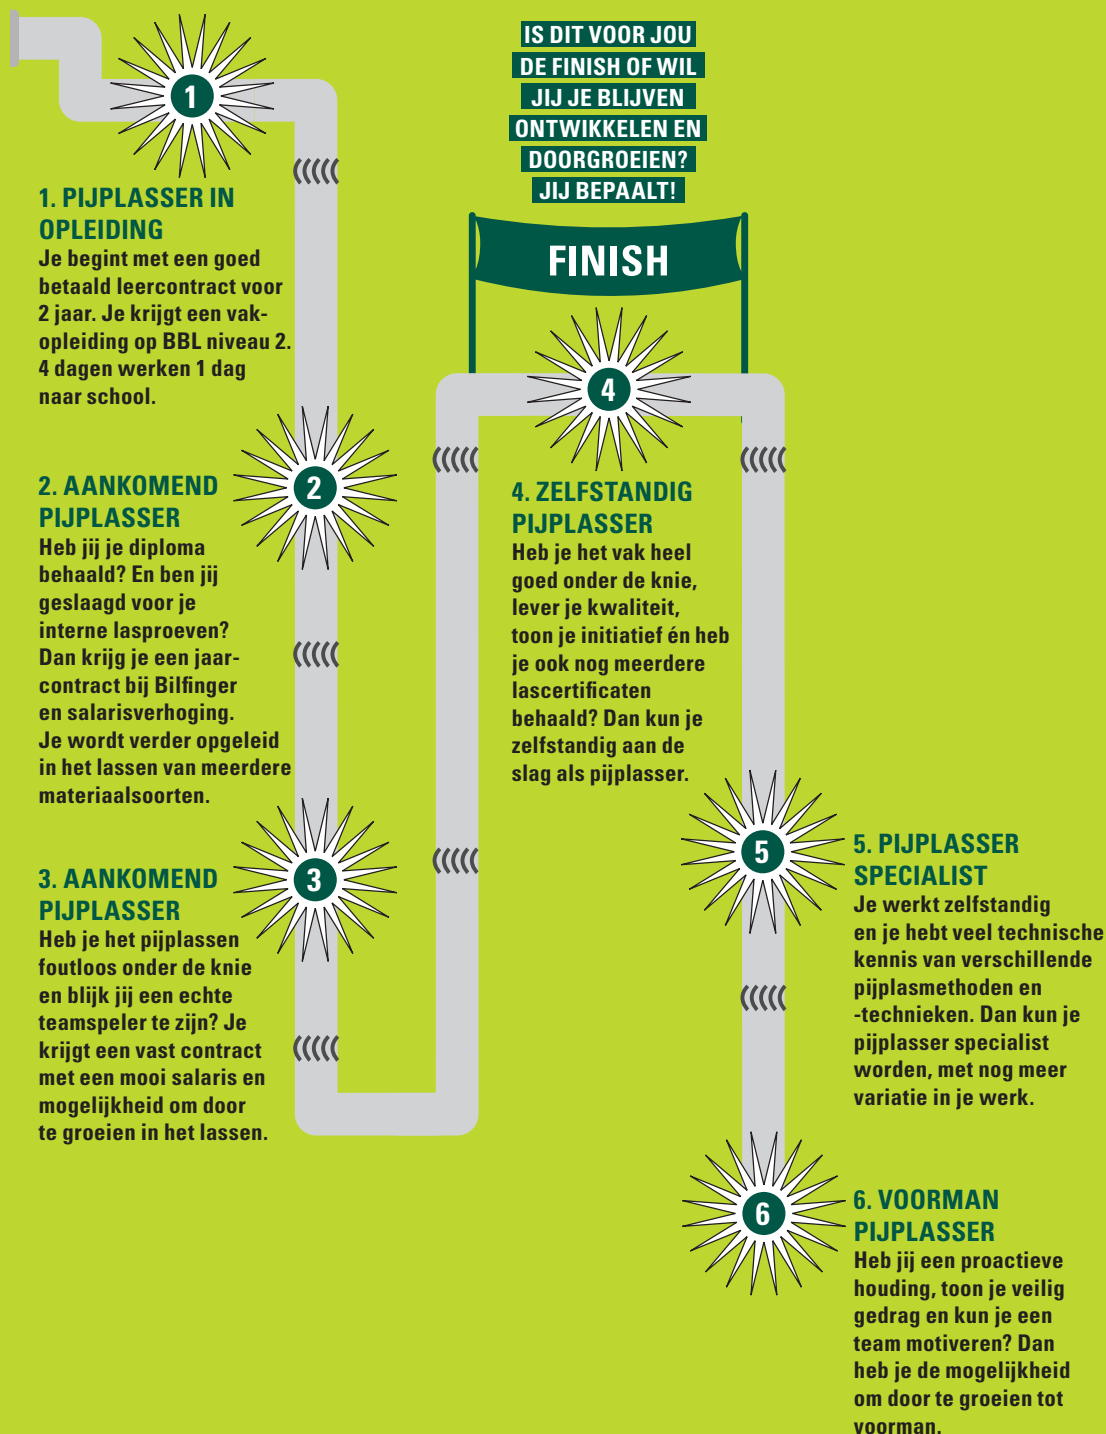 1
1. PIJPLASSER IN
OPLEIDING
Je begint met een goed
betaald leercontract voor
2 jaar. Je krijgt een vak-
opleiding op BBL niveau 2.
4 dagen werken 1 dag
naar school.
2
2. AANKOMEND
PIJPLASSER
Heb jij je diploma
behaald? En ben jij
geslaagd voor je
interne lasproeven?
Dan krijg je een jaar-
contract bij Bilfinger
en salarisverhoging.
Je wordt verder opgeleid
in het lassen van meerdere
materiaalsoorten.
3
3. AANKOMEND
PIJPLASSER
Heb je het pijplassen
foutloos onder de knie
en blijk jij een echte
teamspeler te zijn? Je
krijgt een vast contract
met een mooi salaris en
mogelijkheid om door
te groeien in het lassen.
IS DIT VOOR JOU
DE FINISH OF WIL
JIJ JE BLIJVEN
ONTWIKKELEN EN
DOORGROEIEN?
JIJ BEPAALT!
FINISH
4
4. ZELFSTANDIG
PIJPLASSER
Heb je het vak heel
goed onder de knie,
lever je kwaliteit,
toon je initiatief én heb
je ook nog meerdere
lascertificaten
behaald? Dan kun je
zelfstandig aan de
slag als pijplasser.
5
5. PIJPLASSER
SPECIALIST
Je werkt zelfstandig
en je hebt veel technische
kennis van verschillende
pijplasmethoden en
-technieken. Dan kun je
pijplasser specialist
worden, met nog meer
variatie in je werk.
6
6. VOORMAN
PIJPLASSER
Heb jij een proactieve
houding, toon je veilig
gedrag en kun je een
team motiveren? Dan
heb je de mogelijkheid
om door te groeien tot
voorman.